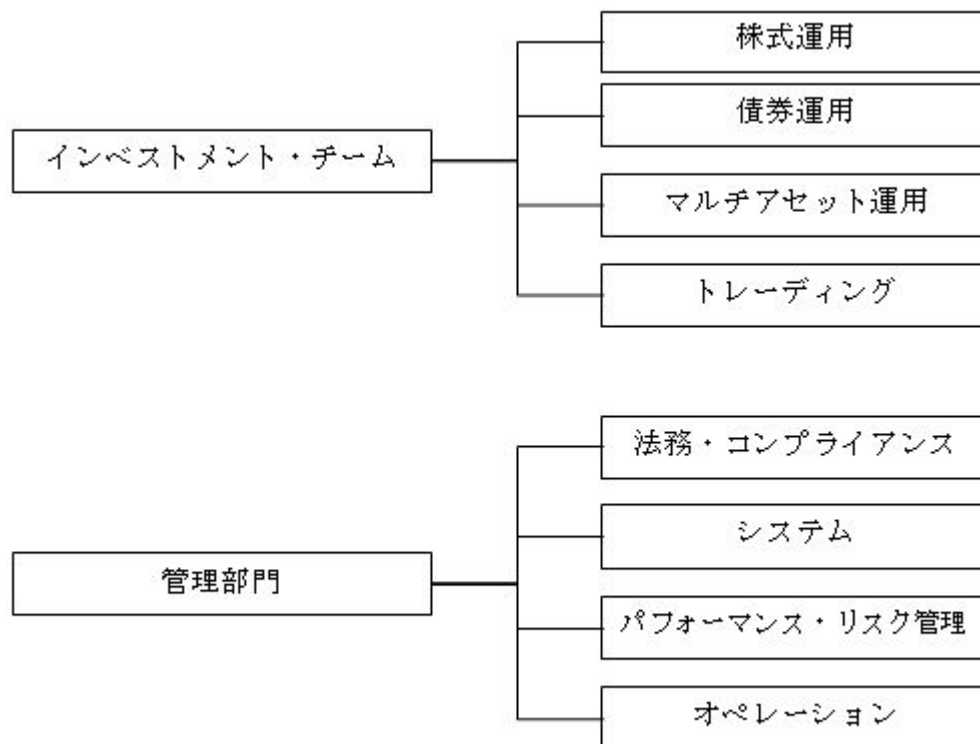 インベストメント・チーム
株式運用
債券運用
マルチアセット運用
トレーディング
管理部門
法務・コンプライアンス
システム
パフォーマンス・リスク管理
オペレーション